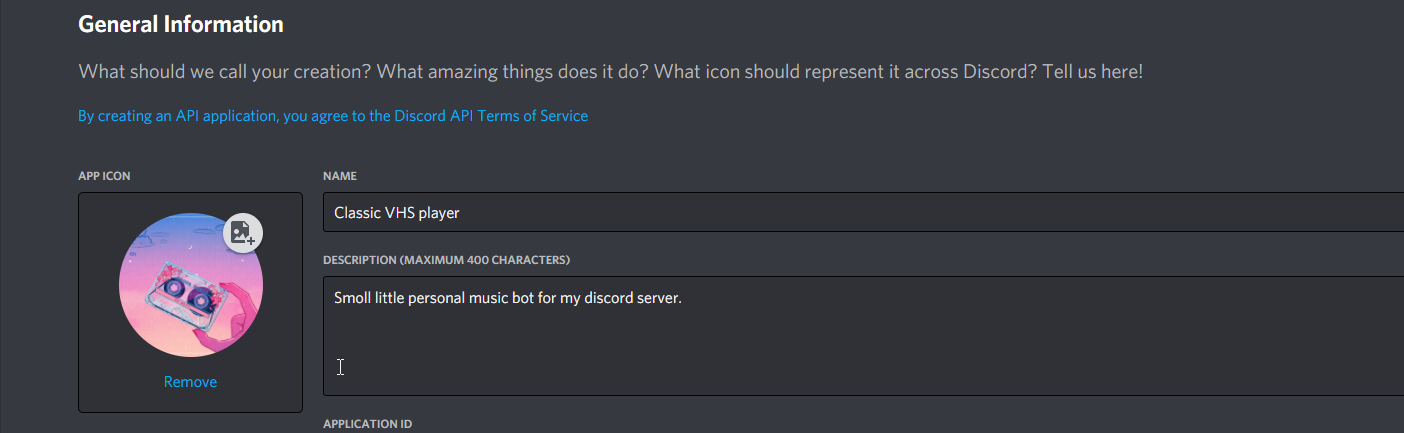 General Information
What should we call your creation? What amazing things does it do? What icon should represent it across Discord? Tell us here!
By creating an API application, you agree to the Discord API Terms of Service
APP ICON
NAME
Classic VHS player
DESCRIPTION (MAXIMUM 400 CHARACTERS)
Smoll little personal music bot for my discord server.
Remove
APPLICATION ID